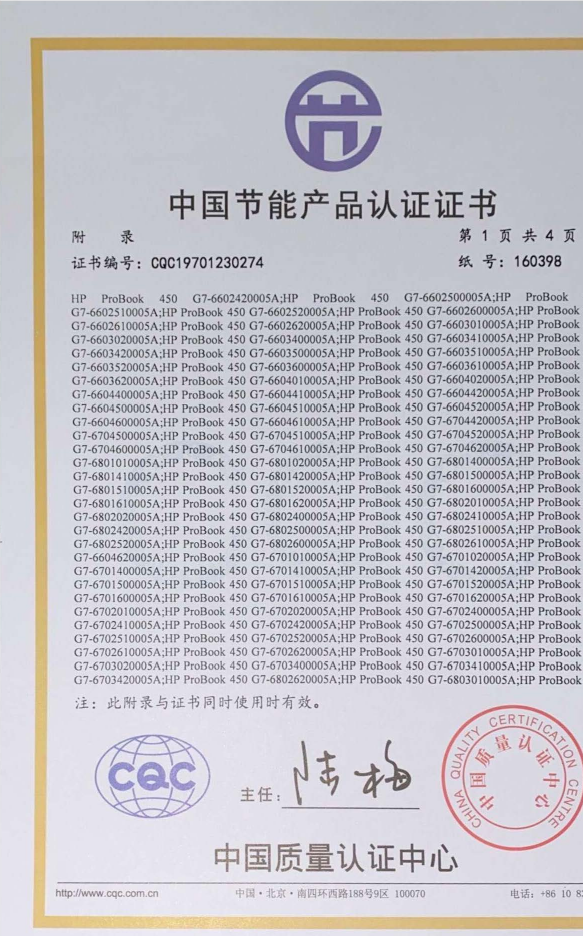 中国节能产品认证证书
附 录 第 1 页 共 4 页
证书编号：CQC19701230274 纸 号：160398
HP ProBook 450 G7-6602420005A;HP ProBook 450 G7-6602500005A;HP ProBook
G7-6602510005A;HP ProBook 450 G7-6602520005A;HP ProBook 450 G7-6602600005A;HP ProBook
G7-6602610005A;HP ProBook 450 G7-6602620005A;HP ProBook 450 G7-6603010005A;HP ProBook
G7-6603020005A;HP ProBook 450 G7-6603400005A;HP ProBook 450 G7-6603410005A;HP ProBook
G7-6603420005A;HP ProBook 450 G7-6603500005A;HP ProBook 450 G7-6603510005A;HP ProBook
G7-6603520005A;HP ProBook 450 G7-6603600005A;HP ProBook 450 G7-6603610005A;HP ProBook
G7-6603620005A;HP ProBook 450 G7-6604010005A;HP ProBook 450 G7-6604020005A;HP ProBook
G7-6604400005A;HP ProBook 450 G7-6604410005A;HP ProBook 450 G7-6604420005A;HP ProBook
G7-6604500005A;HP ProBook 450 G7-6604510005A;HP ProBook 450 G7-6604520005A;HP ProBook
G7-6604600005A;HP ProBook 450 G7-6604610005A;HP ProBook 450 G7-6704420005A;HP ProBook
G7-6704500005A;HP ProBook 450 G7-6704510005A;HP ProBook 450 G7-6704520005A;HP ProBook
G7-6704600005A;HP ProBook 450 G7-6704610005A;HP ProBook 450 G7-6704620005A;HP ProBook
G7-6801010005A;HP ProBook 450 G7-6801020005A;HP ProBook 450 G7-6801400005A;HP ProBook
G7-6801410005A;HP ProBook 450 G7-6801420005A;HP ProBook 450 G7-6801500005A;HP ProBook
G7-6801510005A;HP ProBook 450 G7-6801520005A;HP ProBook 450 G7-6801600005A;HP ProBook
G7-6801610005A;HP ProBook 450 G7-6801620005A;HP ProBook 450 G7-6802010005A;HP ProBook
G7-6802020005A;HP ProBook 450 G7-6802400005A;HP ProBook 450 G7-6802410005A;HP ProBook
G7-6802420005A;HP ProBook 450 G7-6802500005A;HP ProBook 450 G7-6802510005A;HP ProBook
G7-6802520005A;HP ProBook 450 G7-6802600005A;HP ProBook 450 G7-6802610005A;HP ProBook
G7-6604620005A;HP ProBook 450 G7-6701010005A;HP ProBook 450 G7-6701020005A;HP ProBook
G7-6701400005A;HP ProBook 450 G7-6701410005A;HP ProBook 450 G7-6701420005A;HP ProBook
G7-6701500005A;HP ProBook 450 G7-6701510005A;HP ProBook 450 G7-6701520005A;HP ProBook
G7-6701600005A;HP ProBook 450 G7-6701610005A;HP ProBook 450 G7-6701620005A;HP ProBook
G7-6702010005A;HP ProBook 450 G7-6702020005A;HP ProBook 450 G7-6702400005A;HP ProBook
G7-6702410005A;HP ProBook 450 G7-6702420005A;HP ProBook 450 G7-6702500005A;HP ProBook
G7-6702510005A;HP ProBook 450 G7-6702520005A;HP ProBook 450 G7-6702600005A;HP ProBook
G7-6702610005A;HP ProBook 450 G7-6702620005A;HP ProBook 450 G7-6703010005A;HP ProBook
G7-6703020005A;HP ProBook 450 G7-6703400005A;HP ProBook 450 G7-6703410005A;HP ProBook
G7-6703420005A;HP ProBook 450 G7-6802620005A;HP ProBook 450 G7-6803010005A;HP ProBook
注：此附录与证书同时使用时有效。
CQC
主任：陆梅
CHINA QUALITY CERTIFICATION CENTRE
中国质量认证中心
中国质量认证中心
http://www.cqc.com.cn 中国·北京·南四环西路188号9区 100070 电话：+86 10 83